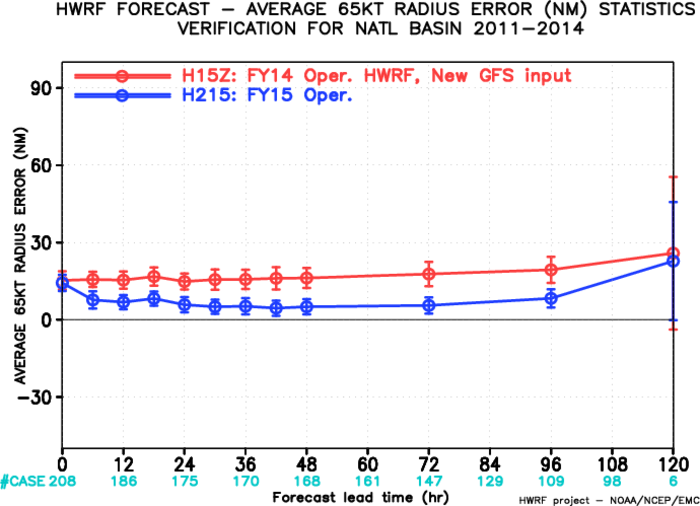 HWRF FORECAST – AVERAGE 65KT RADIUS ERROR (NM) STATISTICS
VERIFICATION FOR NATL BASIN 2011–2014
H15Z: FY14 Oper. HWRF, New GFS input
H215: FY15 Oper.
AVERAGE 65KT RADIUS ERROR (NM)
90
60
30
0
−30
0 12 24 36 48 60 72 84 96 108 120
#CASE 208 186 175 170 168 161 147 129 109 98 6
Forecast lead time (hr)
HWRF project – NOAA/NCEP/EMC